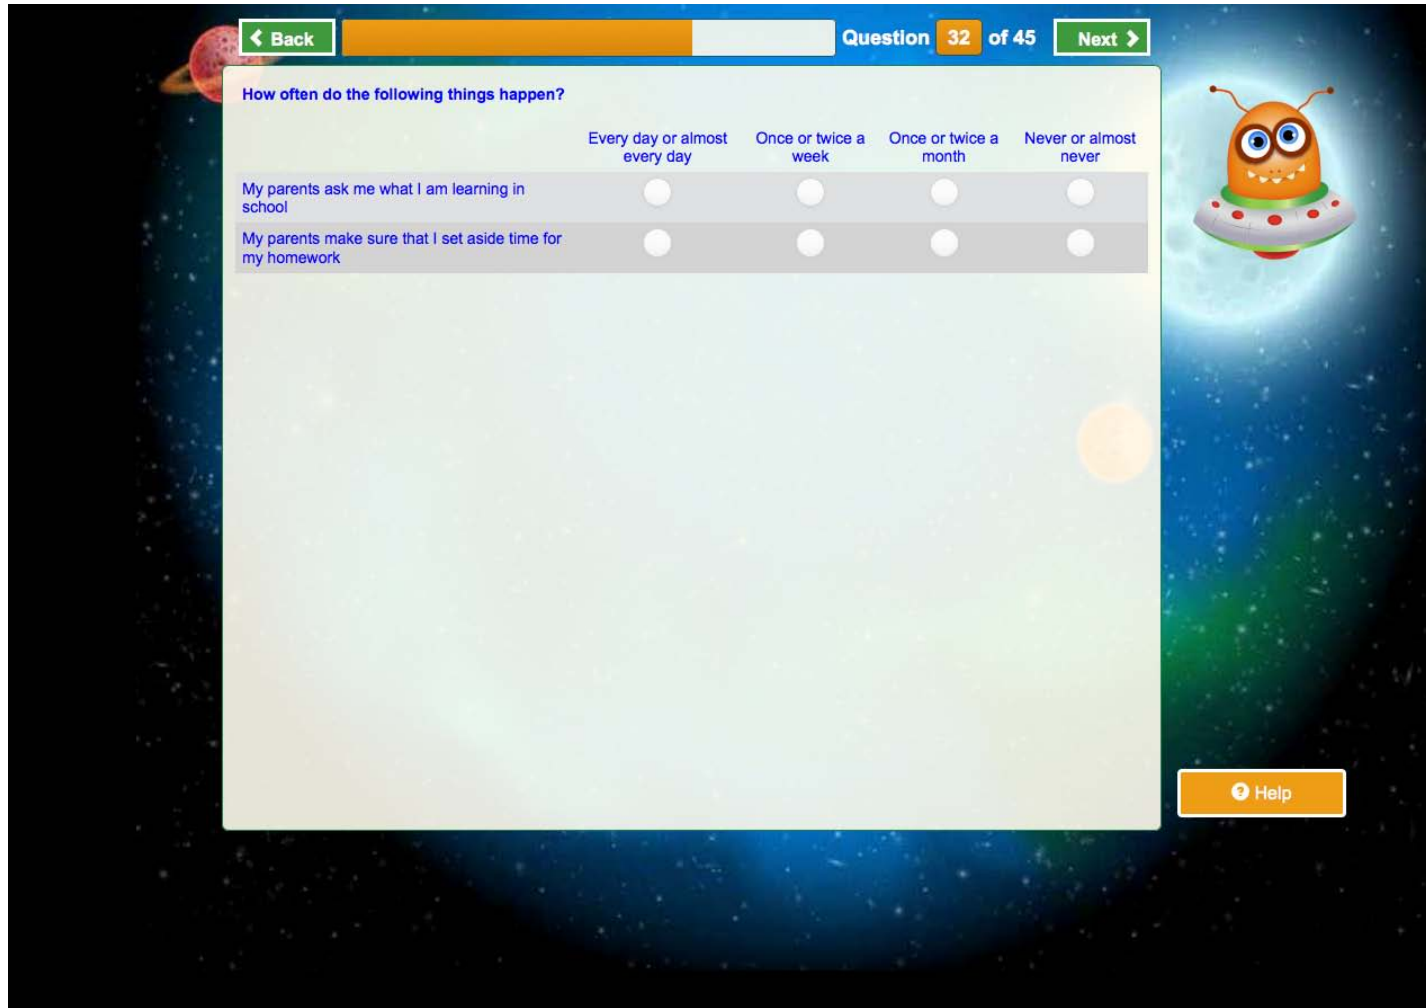 Back
Question 32 of 45
Next
How often do the following things happen?
Every day or almost
every day
Once or twice a
week
Once or twice a
month
Never or almost
never
My parents ask me what I am learning in
school
My parents make sure that I set aside time for
my homework
? Help